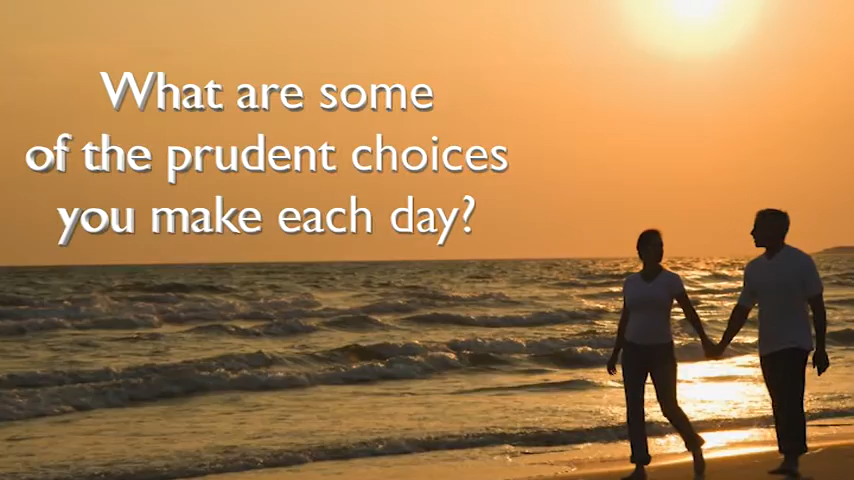 What are some
of the prudent choices
you make each day?